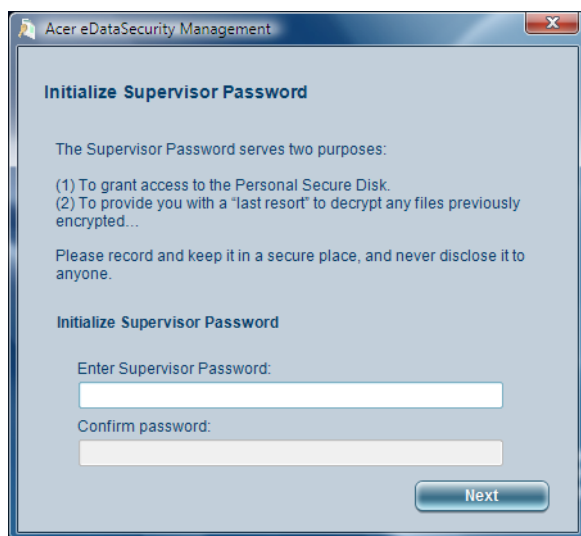 Acer eDataSecurity Management
Initialize Supervisor Password
The Supervisor Password serves two purposes:
(1) To grant access to the Personal Secure Disk.
(2) To provide you with a “last resort” to decrypt any files previously
encrypted...
Please record and keep it in a secure place, and never disclose it to
anyone.
Initialize Supervisor Password
Enter Supervisor Password:
Confirm password:
Next